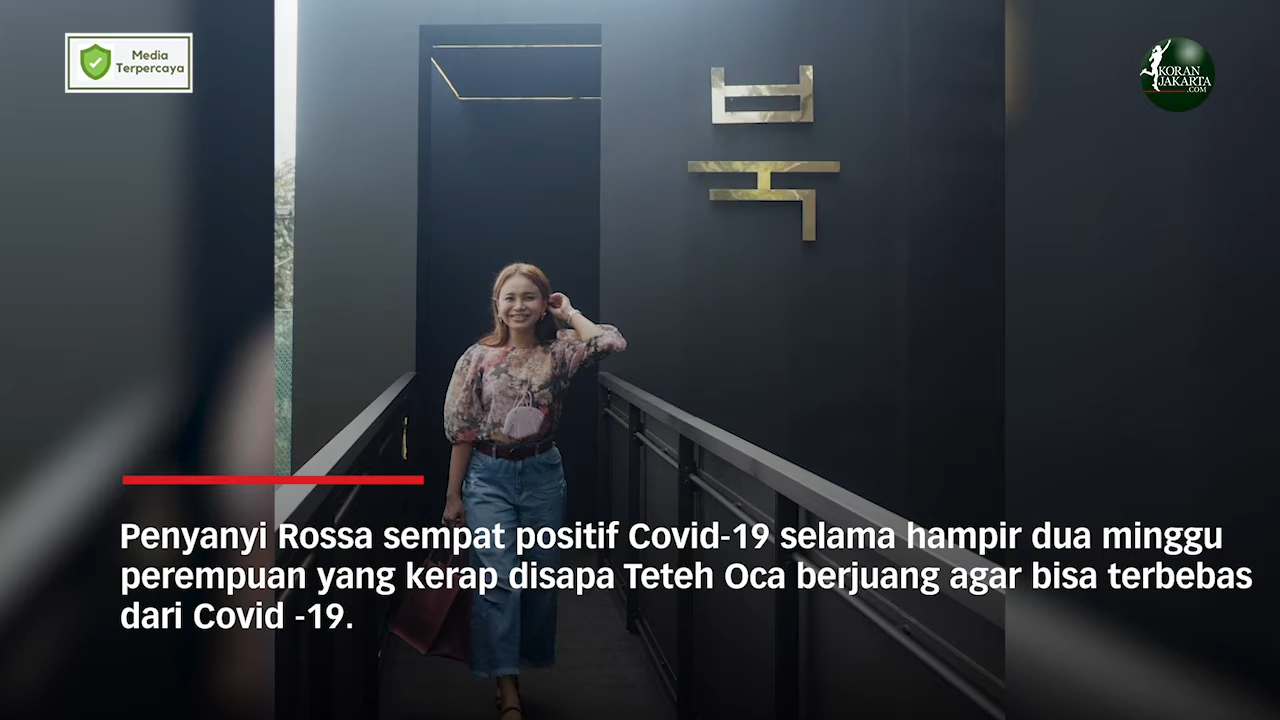 Media
Terpercaya
KORAN
JAKARTA
.COM
북
Penyanyi Rossa sempat positif Covid-19 selama hampir dua minggu
perempuan yang kerap disapa Teteh Oca berjuang agar bisa terbebas
dari Covid -19.